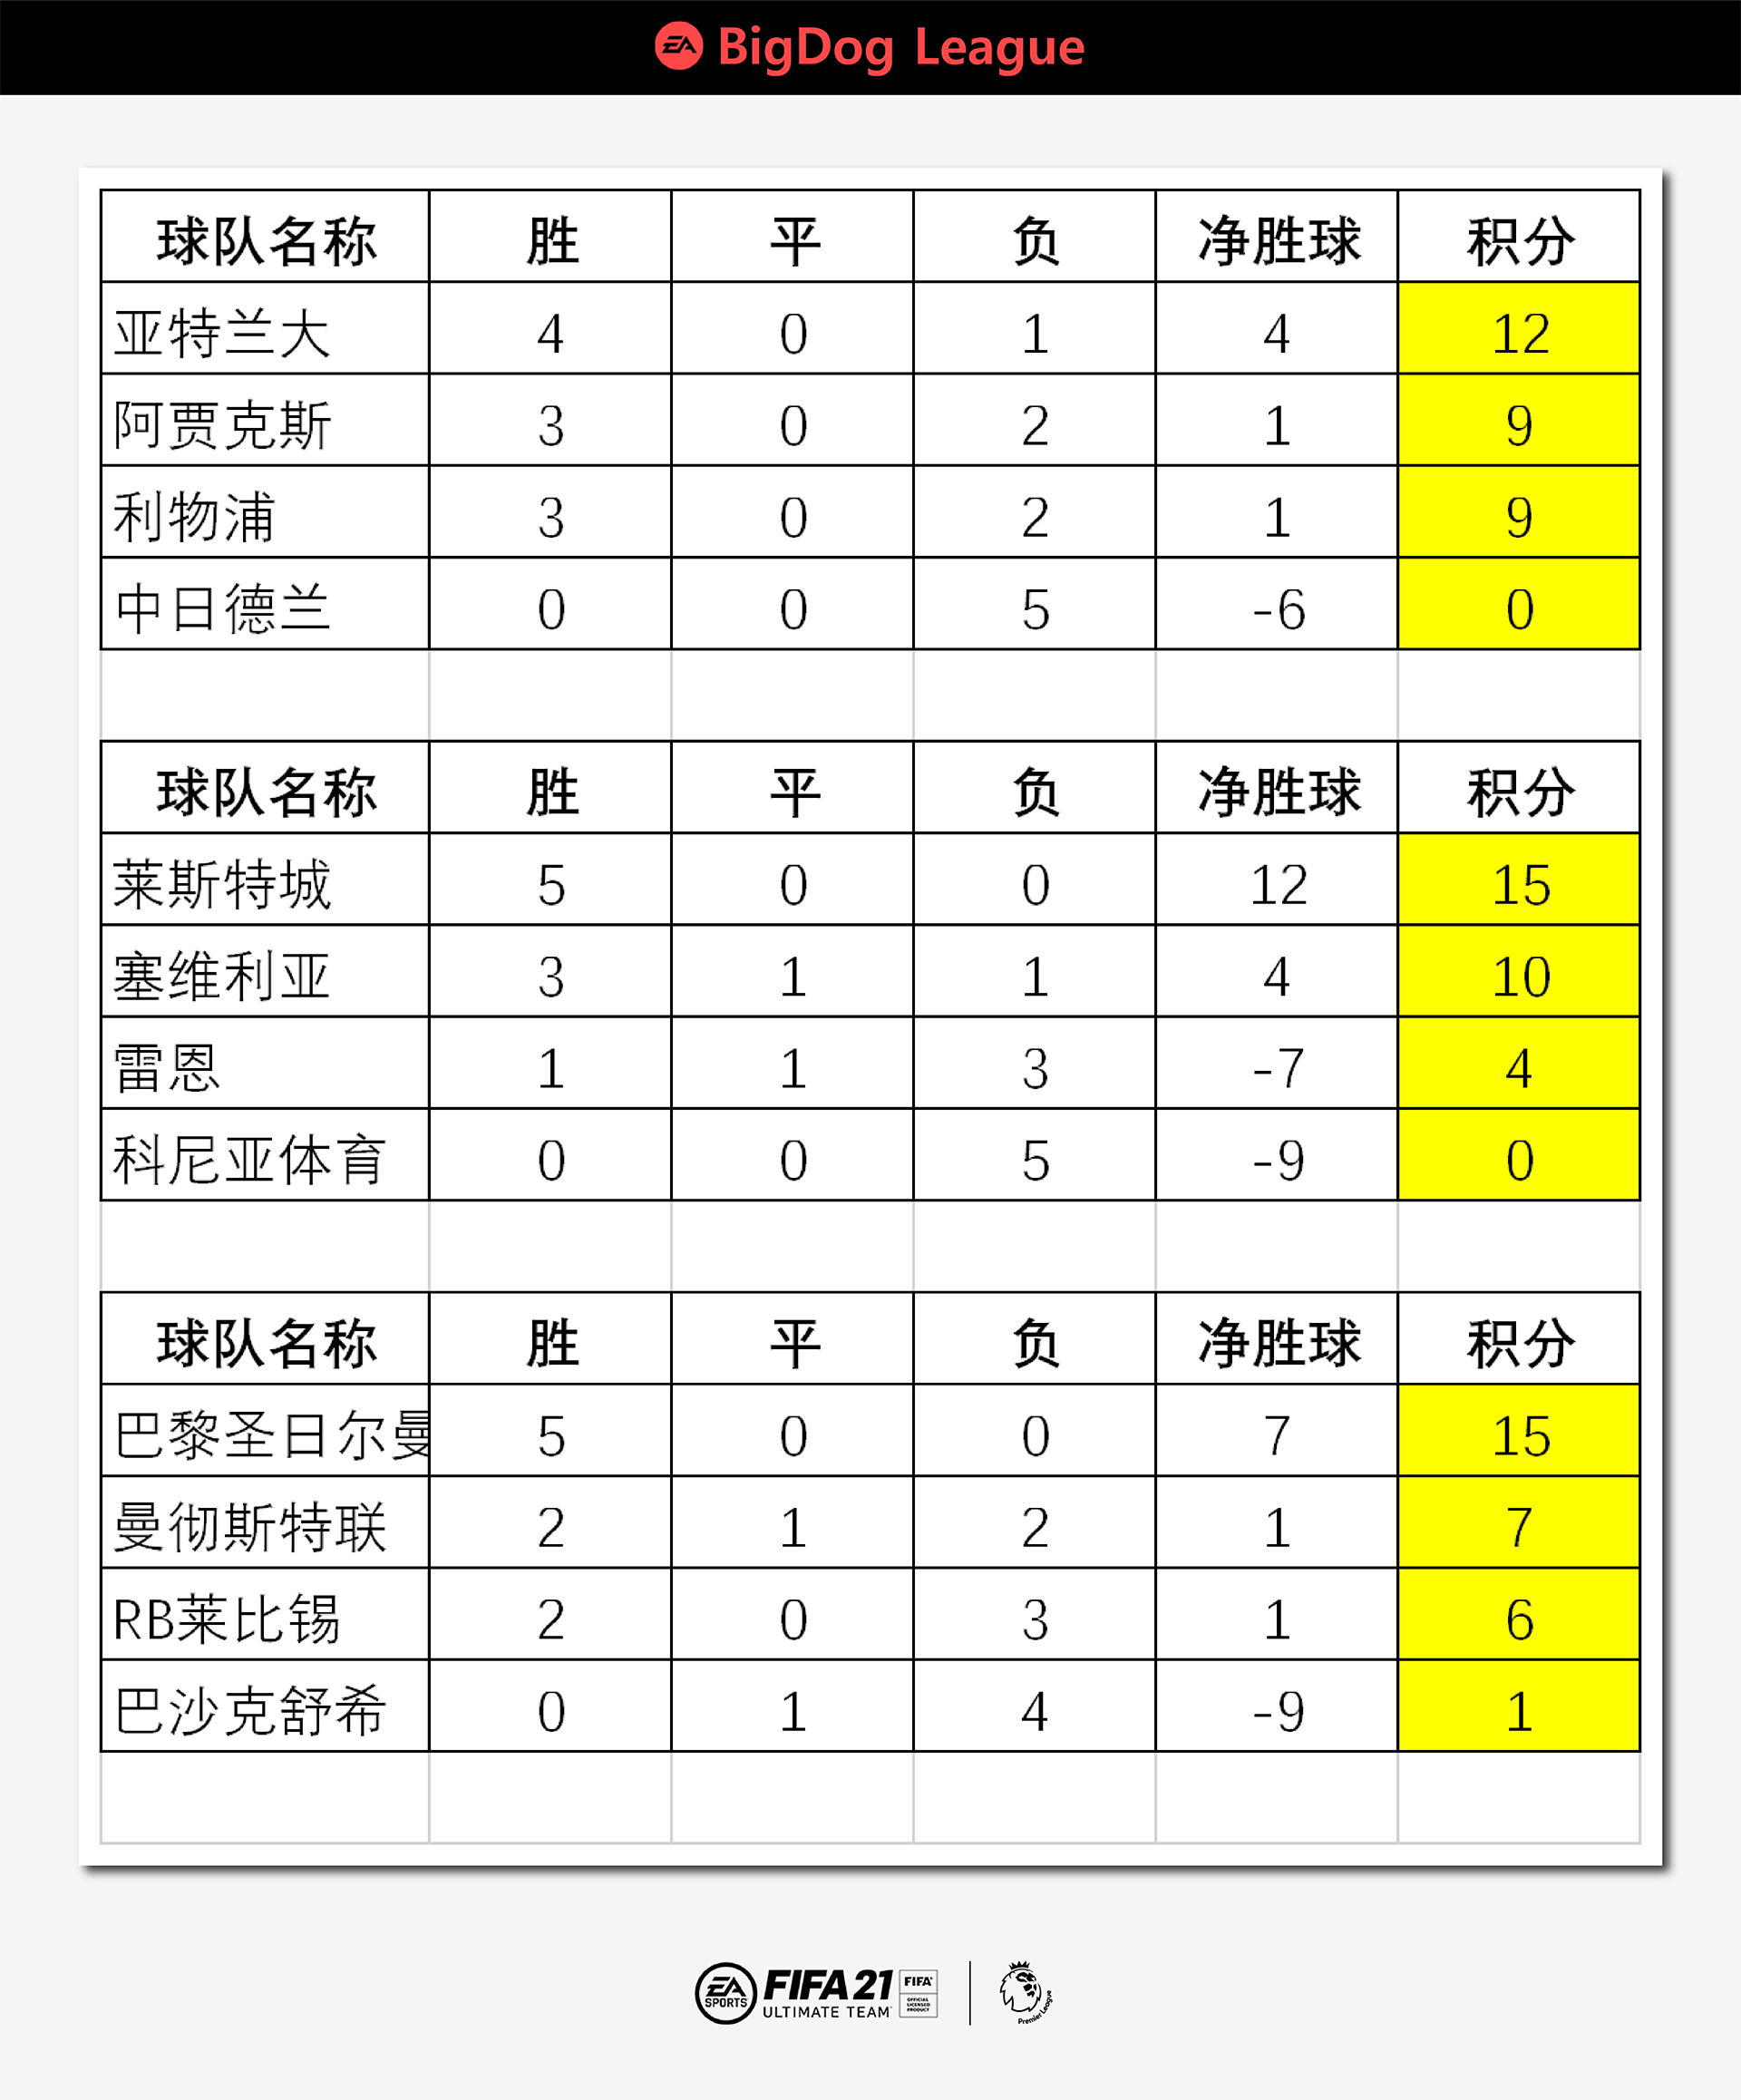 EA BigDog League
球队名称 胜 平 负 净胜球 积分
亚特兰大 4 0 1 4 12
阿贾克斯 3 0 2 1 9
利物浦 3 0 2 1 9
中日德兰 0 0 5 -6 0
球队名称 胜 平 负 净胜球 积分
莱斯特城 5 0 0 12 15
塞维利亚 3 1 1 4 10
雷恩 1 1 3 -7 4
科尼亚体育 0 0 5 -9 0
球队名称 胜 平 负 净胜球 积分
巴黎圣日尔曼 5 0 0 7 15
曼彻斯特联 2 1 2 1 7
RB莱比锡 2 0 3 1 6
巴沙克舒希 0 1 4 -9 1
EA SPORTS FIFA 21 ULTIMATE TEAM
FIFA OFFICIAL LICENSED PRODUCT
Premier League